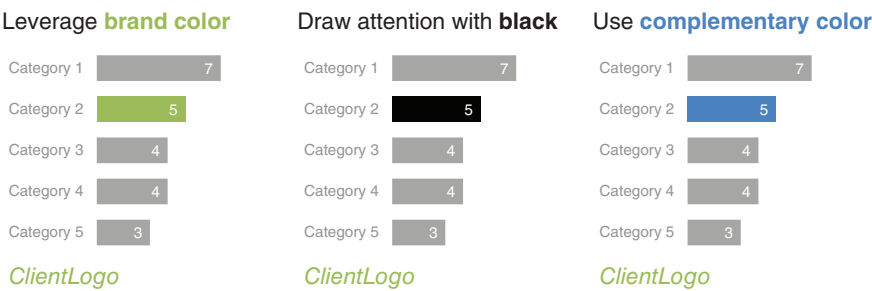 Leverage brand color
Category 1 7
Category 2 5
Category 3 4
Category 4 4
Category 5 3
ClientLogo
Draw attention with black
Category 1 7
Category 2 5
Category 3 4
Category 4 4
Category 5 3
ClientLogo
Use complementary color
Category 1 7
Category 2 5
Category 3 4
Category 4 4
Category 5 3
ClientLogo